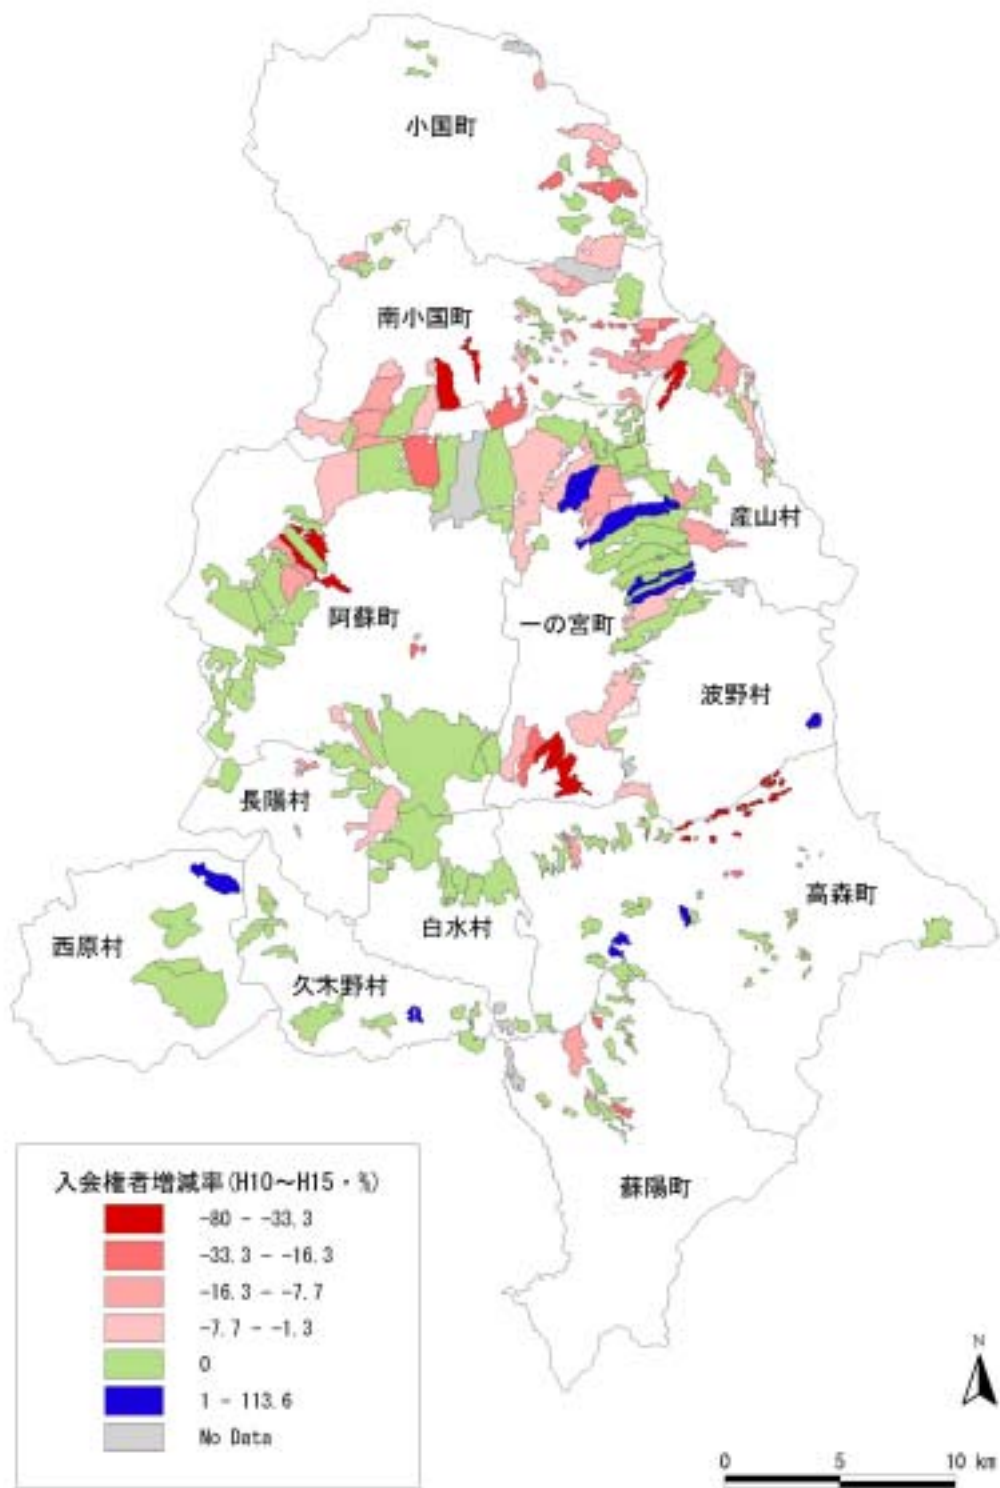 小国町
南小国町
産山村
阿蘇町
一の宮町
波野村
長陽村
高森町
白水村
西原村
久木野村
蘇陽町
入会権者増減率(H10～H15・%)
-80 - -33.3
-33.3 - -16.3
-16.3 - -7.7
-7.7 - -1.3
0
1 - 113.6
No Data
N
0 5 10 km